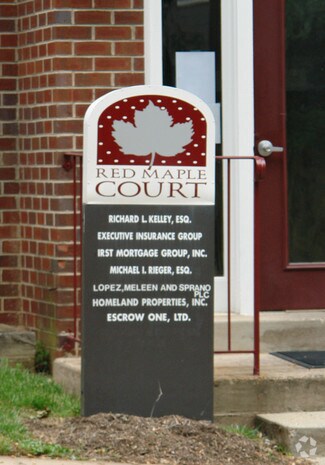 RED MAPLE
COURT
RICHARD L. KELLEY, ESQ.
EXECUTIVE INSURANCE GROUP
IRST MORTGAGE GROUP, INC.
MICHAEL I. RIEGER, ESQ.
LOPEZ,MELEEN AND SPRANO
PLC
HOMELAND PROPERTIES, INC.
ESCROW ONE, LTD.